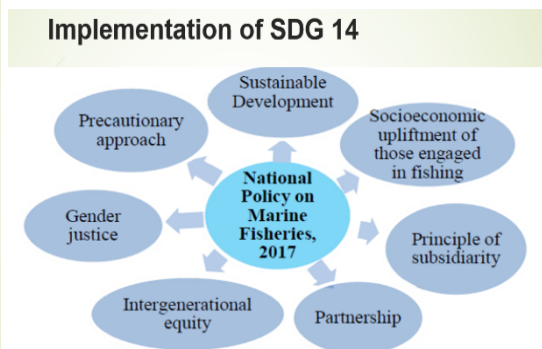 Implementation of SDG 14
Sustainable
Development
Socioeconomic
upliftment of
those engaged
in fishing
Precautionary
approach
National
Policy on
Marine
Fisheries,
2017
Gender
justice
Principle of
subsidiarity
Intergenerational
equity
Partnership